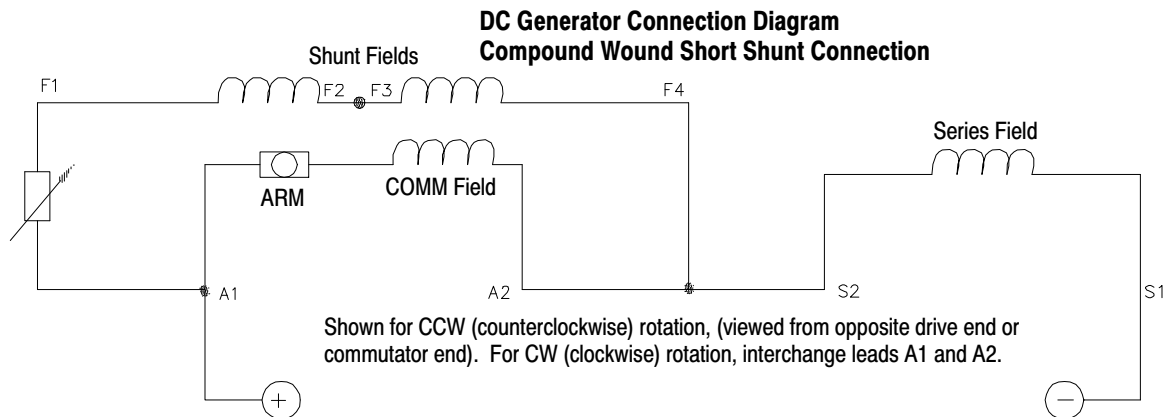 DC Generator Connection Diagram
Compound Wound Short Shunt Connection
Shunt Fields
F1
F2
F3
F4
Series Field
ARM
COMM Field
A1
A2
S2
S1
Shown for CCW (counterclockwise) rotation, (viewed from opposite drive end or
commutator end). For CW (clockwise) rotation, interchange leads A1 and A2.
+
−